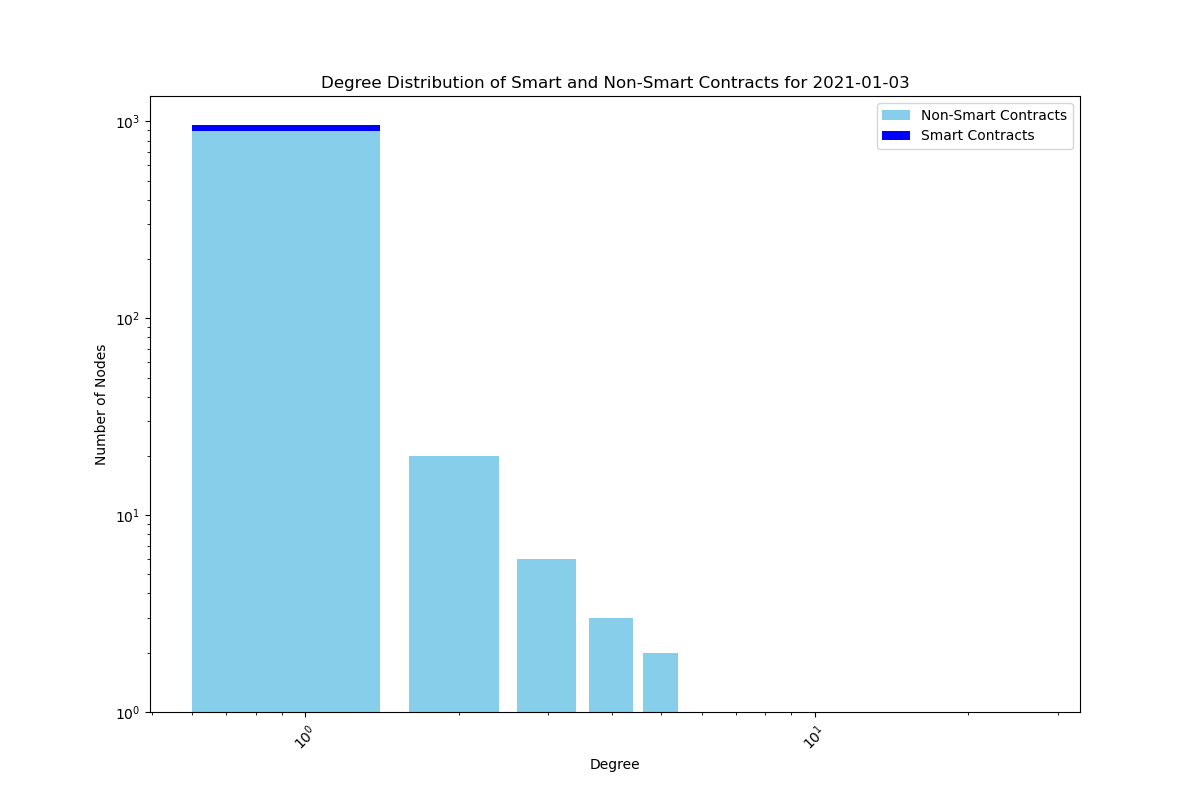 Degree Distribution of Smart and Non-Smart Contracts for 2021-01-03
Non-Smart Contracts
Smart Contracts
Number of Nodes
10³
10²
10¹
10⁰
10⁰
10¹
Degree